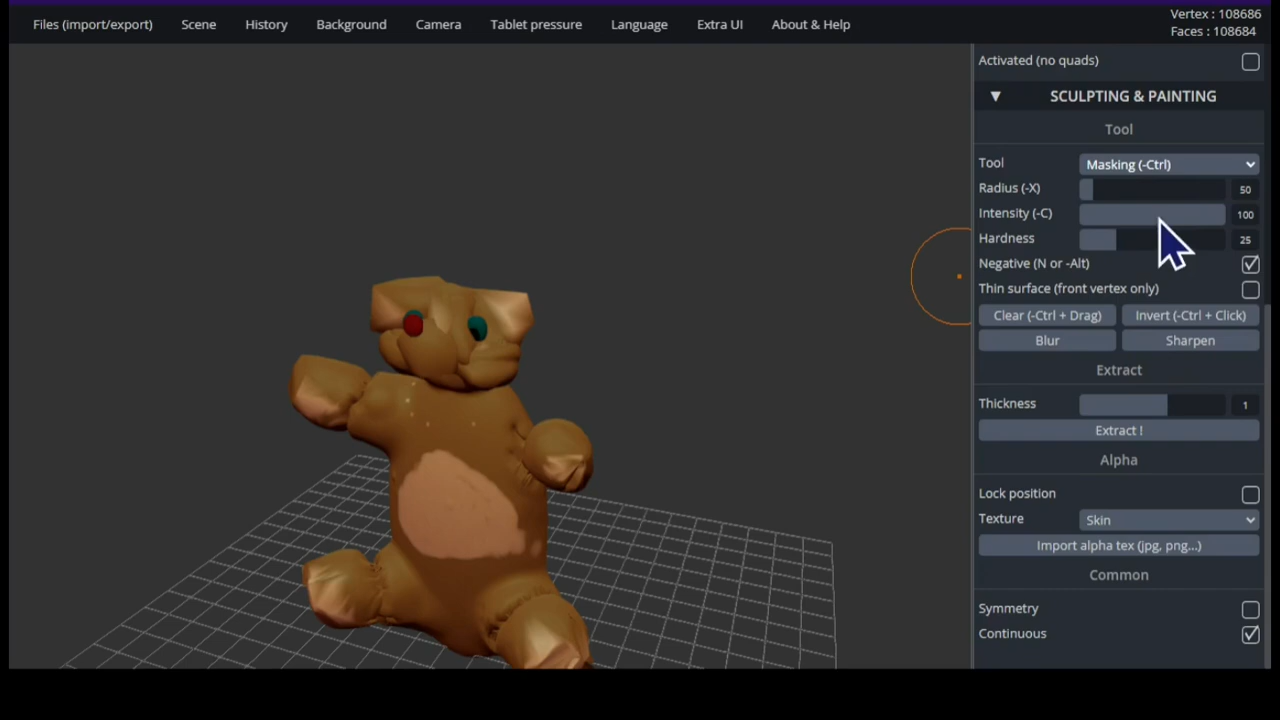 Files (import/export) Scene History Background Camera Tablet pressure Language Extra UI About & Help
Vertex : 108686
Faces : 108684
Activated (no quads)
▼ SCULPTING & PAINTING
Tool
Tool Masking (-Ctrl)
Radius (-X) 50
Intensity (-C) 100
Hardness 25
Negative (N or -Alt)
Thin surface (front vertex only)
Clear (-Ctrl + Drag) Invert (-Ctrl + Click)
Blur Sharpen
Extract
Thickness 1
Extract !
Alpha
Lock position
Texture Skin
Import alpha tex (jpg, png...)
Common
Symmetry
Continuous